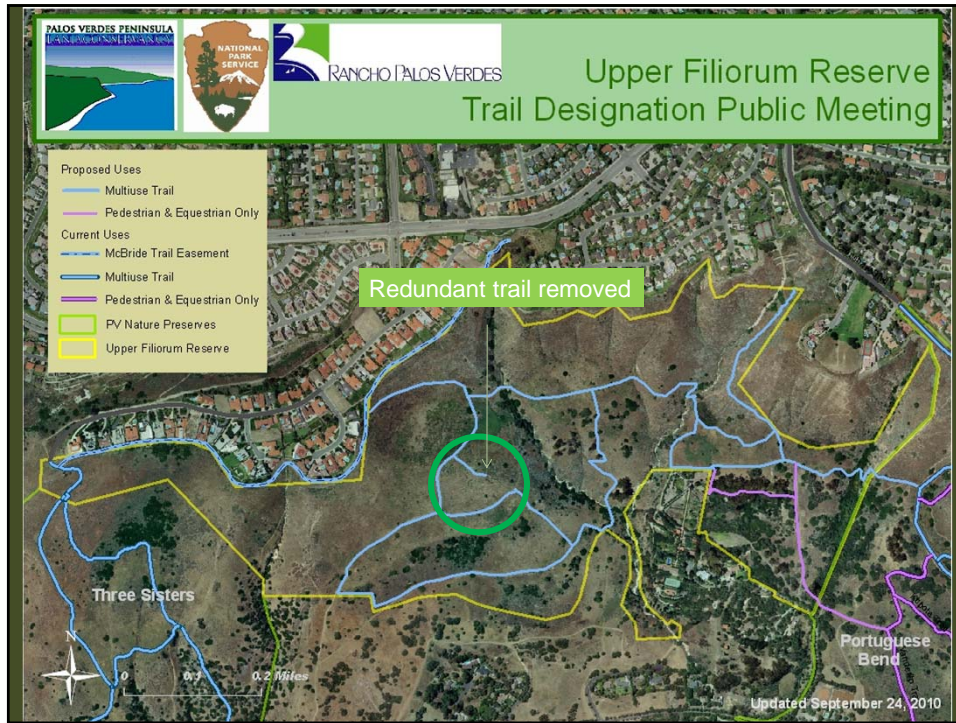 PALOS VERDES PENINSULA
LAND CONSERVANCY
NATIONAL
PARK
SERVICE
RANCHO PALOS VERDES
Upper Filiorum Reserve
Trail Designation Public Meeting
Proposed Uses
Multiuse Trail
Pedestrian & Equestrian Only
Current Uses
McBride Trail Easement
Multiuse Trail
Pedestrian & Equestrian Only
PV Nature Preserves
Upper Filiorum Reserve
Redundant trail removed
Three Sisters
Portuguese
Bend
N
0 0.1 0.2 Miles
Updated September 24, 2010